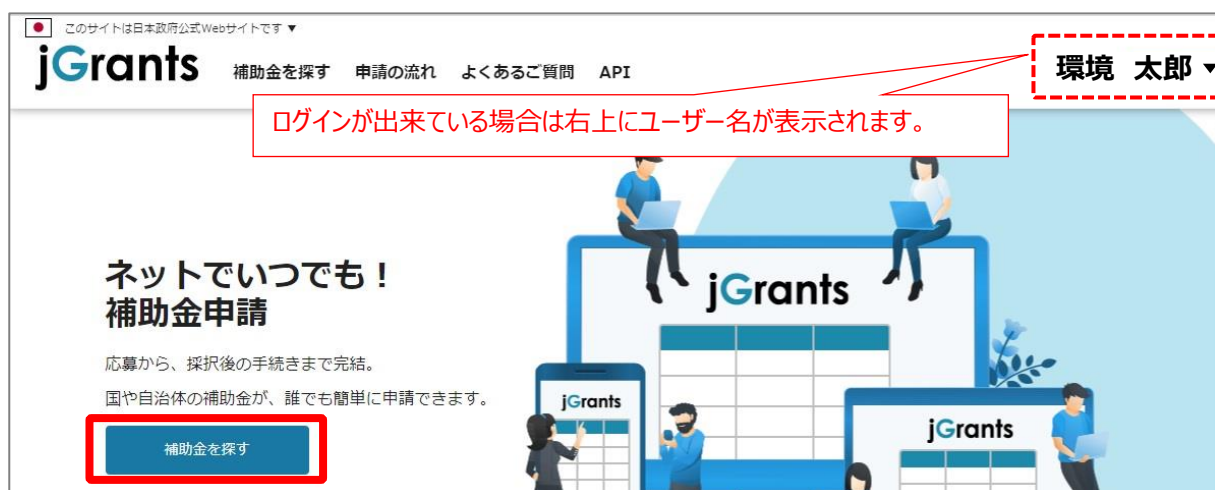 このサイトは日本政府公式Webサイトです ▼
jGrants 補助金を探す 申請の流れ よくあるご質問 API
環境 太郎 ▼
ログインが出来ている場合は右上にユーザー名が表示されます。
ネットでいつでも！
補助金申請
応募から、採択後の手続きまで完結。
国や自治体の補助金が、誰でも簡単に申請できます。
補助金を探す
jGrants
jGrants
jGrants